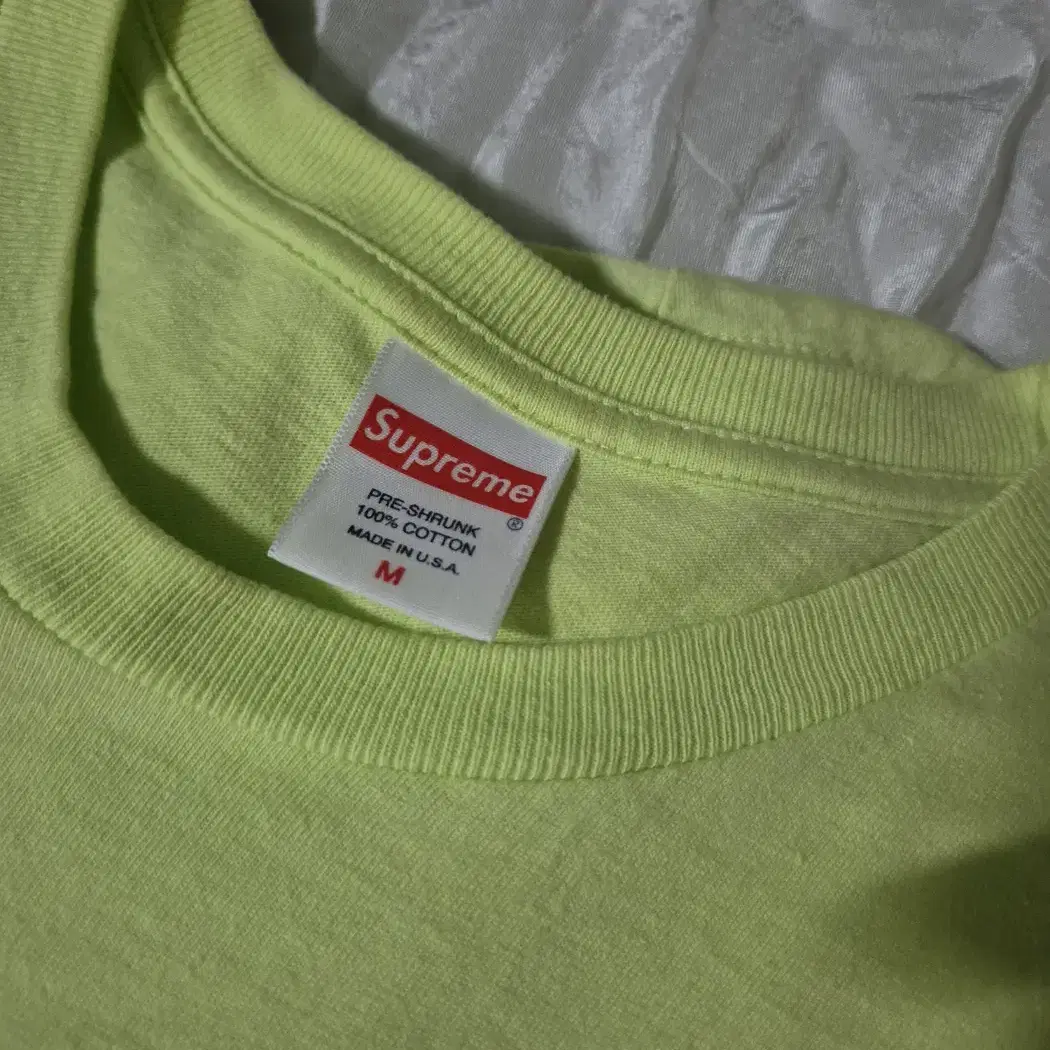 Supreme
®
PRE-SHRUNK
100% COTTON
MADE IN U.S.A.
M